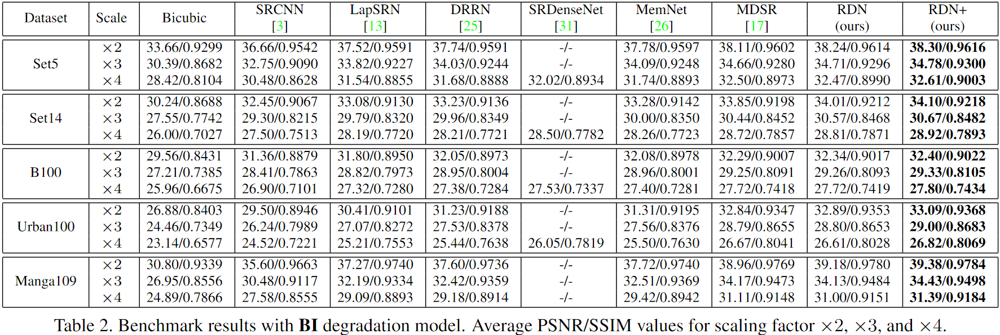 Dataset Scale Bicubic SRCNN [3] LapSRN [13] DRRN [25] SRDenseNet [31] MemNet [26] MDSR [17] RDN (ours) RDN+ (ours)
Set5 ×2 33.66/0.9299 36.66/0.9542 37.52/0.9591 37.74/0.9591 -/- 37.78/0.9597 38.11/0.9602 38.24/0.9614 38.30/0.9616
×3 30.39/0.8682 32.75/0.9090 33.82/0.9227 34.03/0.9244 -/- 34.09/0.9248 34.66/0.9280 34.71/0.9296 34.78/0.9300
×4 28.42/0.8104 30.48/0.8628 31.54/0.8855 31.68/0.8888 32.02/0.8934 31.74/0.8893 32.50/0.8973 32.47/0.8990 32.61/0.9003
Set14 ×2 30.24/0.8688 32.45/0.9067 33.08/0.9130 33.23/0.9136 -/- 33.28/0.9142 33.85/0.9198 34.01/0.9212 34.10/0.9218
×3 27.55/0.7742 29.30/0.8215 29.79/0.8320 29.96/0.8349 -/- 30.00/0.8350 30.44/0.8452 30.57/0.8468 30.67/0.8482
×4 26.00/0.7027 27.50/0.7513 28.19/0.7720 28.21/0.7721 28.50/0.7782 28.26/0.7723 28.72/0.7857 28.81/0.7871 28.92/0.7893
B100 ×2 29.56/0.8431 31.36/0.8879 31.80/0.8950 32.05/0.8973 -/- 32.08/0.8978 32.29/0.9007 32.34/0.9017 32.40/0.9022
×3 27.21/0.7385 28.41/0.7863 28.82/0.7973 28.95/0.8004 -/- 28.96/0.8001 29.25/0.8091 29.26/0.8093 29.33/0.8105
×4 25.96/0.6675 26.90/0.7101 27.32/0.7280 27.38/0.7284 27.53/0.7337 27.40/0.7281 27.72/0.7418 27.72/0.7419 27.80/0.7434
Urban100 ×2 26.88/0.8403 29.50/0.8946 30.41/0.9101 31.23/0.9188 -/- 31.31/0.9195 32.84/0.9347 32.89/0.9353 33.09/0.9368
×3 24.46/0.7349 26.24/0.7989 27.07/0.8272 27.53/0.8378 -/- 27.56/0.8376 28.79/0.8655 28.80/0.8653 29.00/0.8683
×4 23.14/0.6577 24.52/0.7221 25.21/0.7553 25.44/0.7638 26.05/0.7819 25.50/0.7630 26.67/0.8041 26.61/0.8028 26.82/0.8069
Manga109 ×2 30.80/0.9339 35.60/0.9663 37.27/0.9740 37.60/0.9736 -/- 37.72/0.9740 38.96/0.9769 39.18/0.9780 39.38/0.9784
×3 26.95/0.8556 30.48/0.9117 32.19/0.9334 32.42/0.9359 -/- 32.51/0.9369 34.17/0.9473 34.13/0.9484 34.43/0.9498
×4 24.89/0.7866 27.58/0.8555 29.09/0.8893 29.18/0.8914 -/- 29.42/0.8942 31.11/0.9148 31.00/0.9151 31.39/0.9184
Table 2. Benchmark results with BI degradation model. Average PSNR/SSIM values for scaling factor ×2, ×3, and ×4.